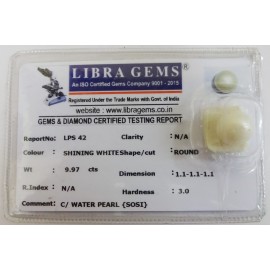 LIBRA GEMS
An ISO Certified Gems Company 9001 - 2015
Registered Under the Trade Marks with Govt. of India
website : www.libragems.co.in
GEMS & DIAMOND CERTIFIED TESTING REPORT
ReportNo: LPS 42 Clarity : N/A
Colour : SHINING WHITE Shape/cut : ROUND
Wt : 9.97 cts Dimension : 1.1-1.1-1.1
R.Index : N/A Hardness : 3.0
Comment : C/ WATER PEARL {SOSI}